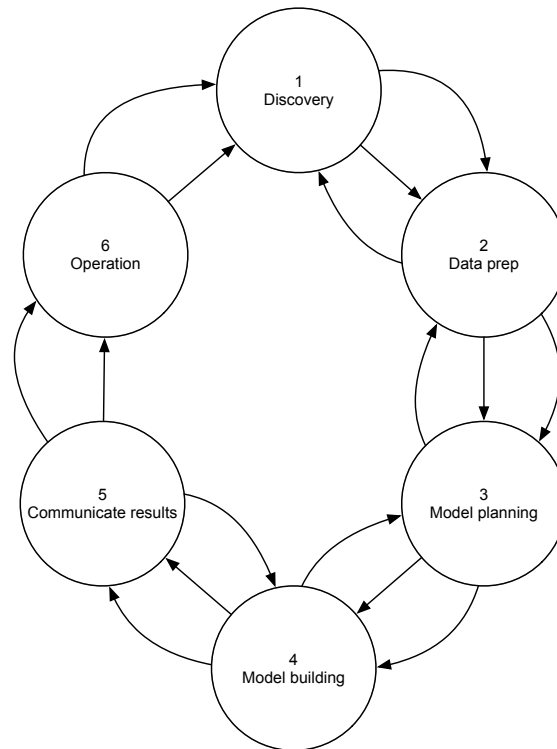 1
Discovery
2
Data prep
3
Model planning
4
Model building
5
Communicate results
6
Operation